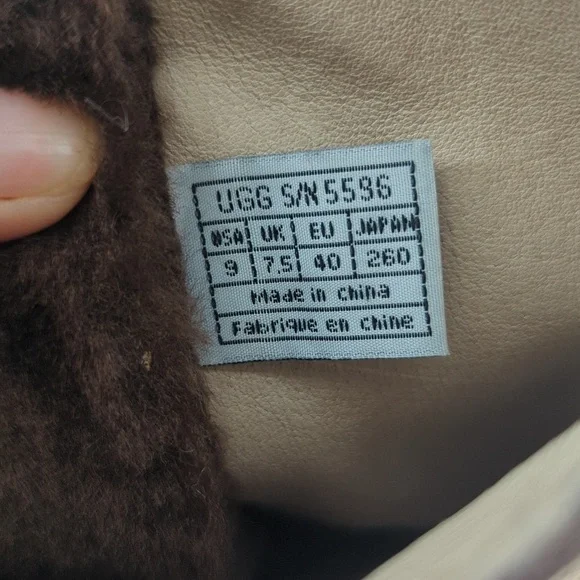 UGG S/N 5596
USA UK EU JAPAN
9 7.5 40 260
Made in china
Fabrique en chine